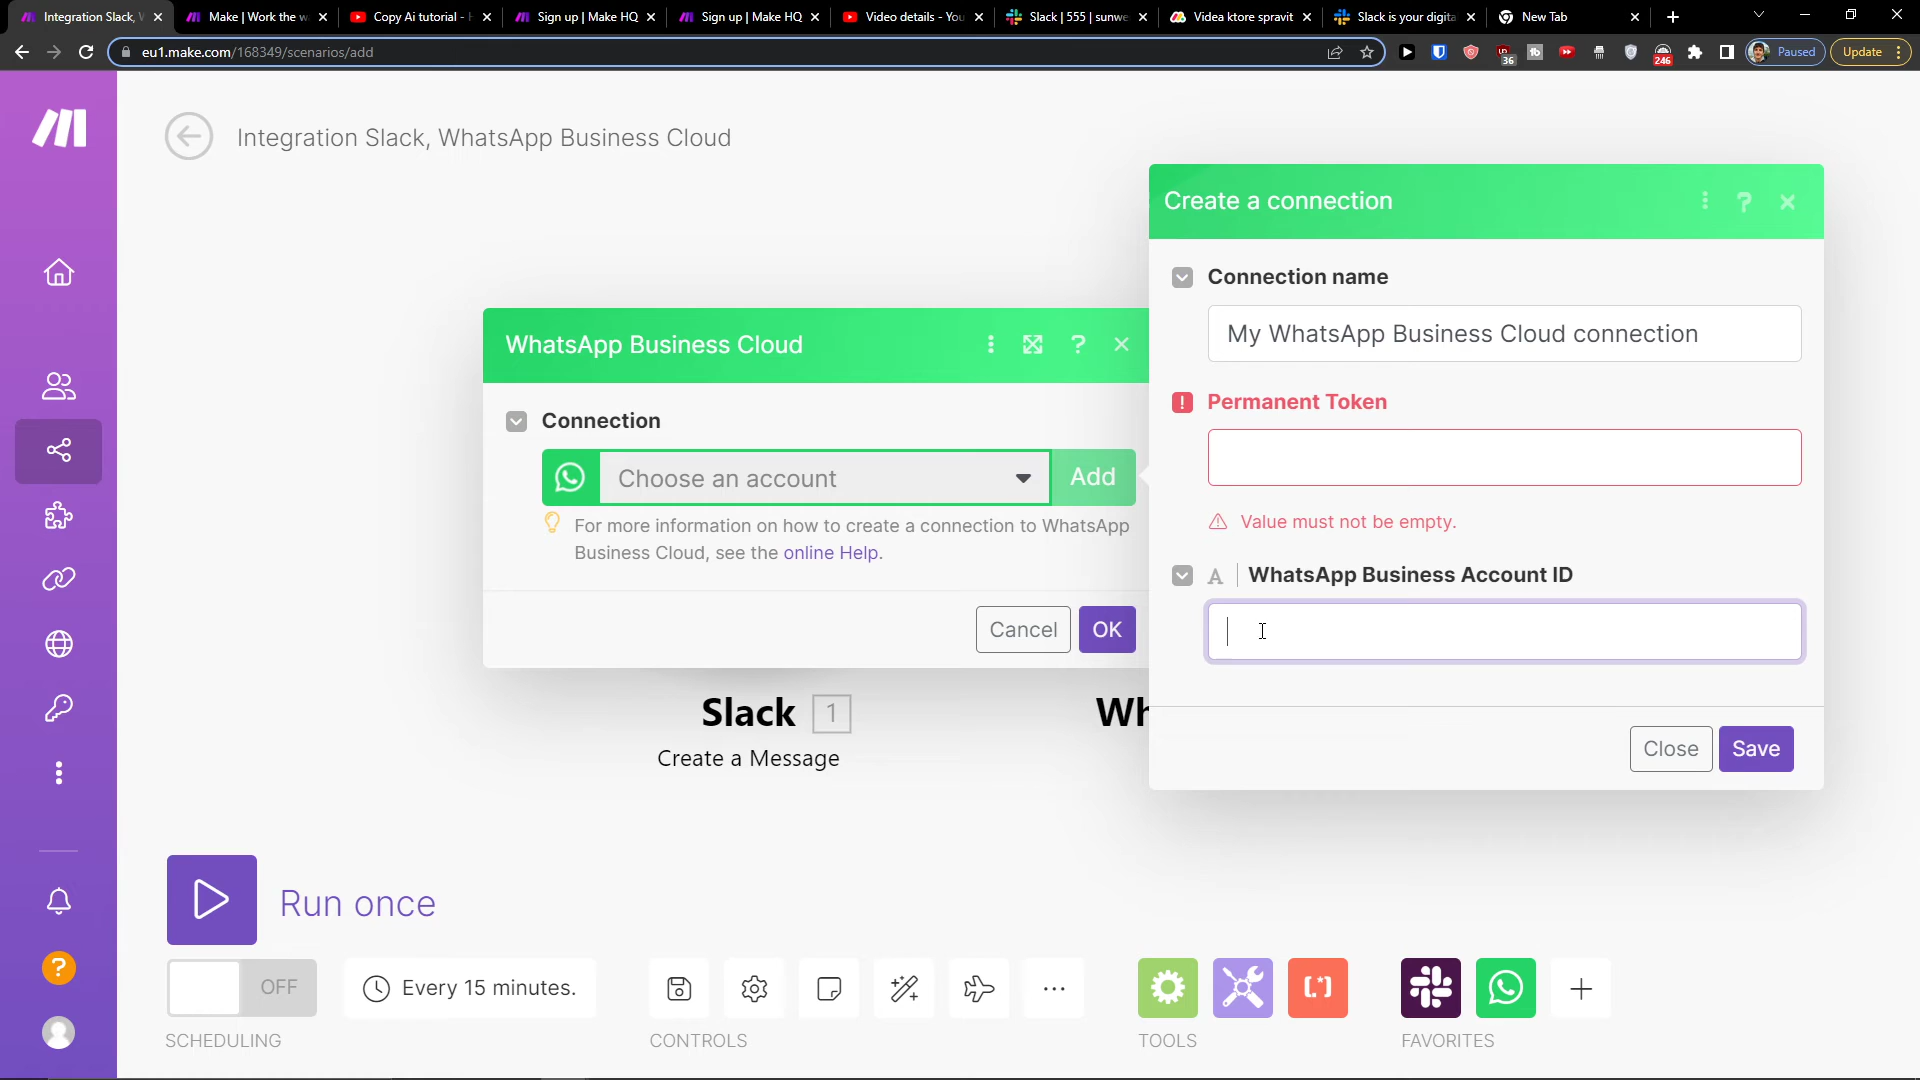 Integration Slack, W
Make | Work the w
Copy Ai tutorial - H
Sign up | Make HQ
Sign up | Make HQ
Video details - You
Slack | 555 | sunwe
Videa ktore spravit
Slack is your digita
New Tab
eu1.make.com/168349/scenarios/add
36
246
Paused
Update
Integration Slack, WhatsApp Business Cloud
Create a connection
Connection name
My WhatsApp Business Cloud connection
Permanent Token
Value must not be empty.
A
WhatsApp Business Account ID
Close
Save
WhatsApp Business Cloud
Connection
Choose an account
Add
For more information on how to create a connection to WhatsApp
Business Cloud, see the online Help.
Cancel
OK
Slack 1
Wh
Create a Message
Run once
OFF
Every 15 minutes.
SCHEDULING
CONTROLS
TOOLS
FAVORITES